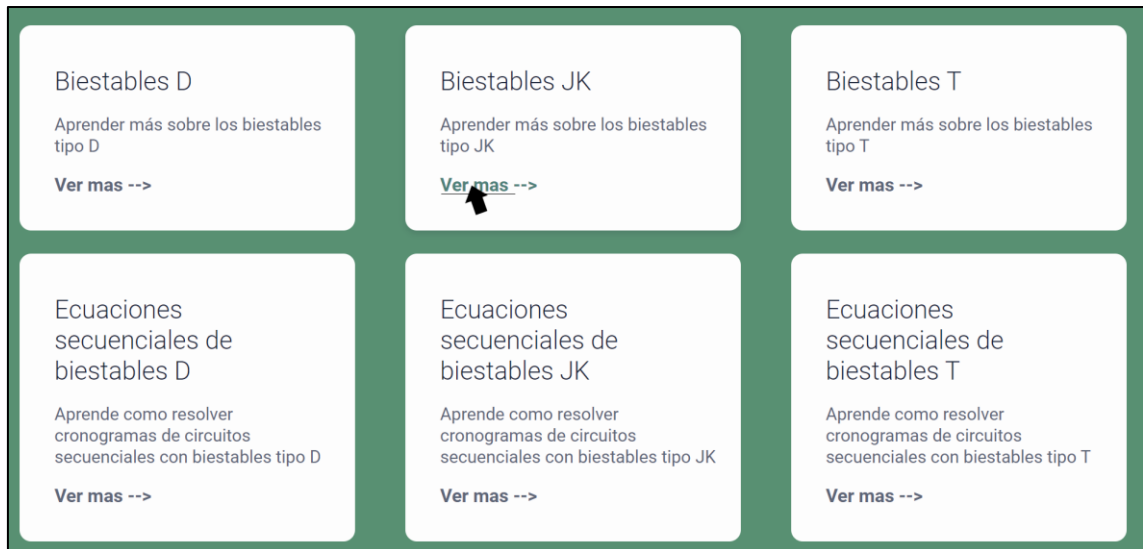 Biestables D
Aprender más sobre los biestables
tipo D
Ver mas -->
Biestables JK
Aprender más sobre los biestables
tipo JK
Ver mas -->
Biestables T
Aprender más sobre los biestables
tipo T
Ver mas -->
Ecuaciones
secuenciales de
biestables D
Aprende como resolver
cronogramas de circuitos
secuenciales con biestables tipo D
Ver mas -->
Ecuaciones
secuenciales de
biestables JK
Aprende como resolver
cronogramas de circuitos
secuenciales con biestables tipo JK
Ver mas -->
Ecuaciones
secuenciales de
biestables T
Aprende como resolver
cronogramas de circuitos
secuenciales con biestables tipo T
Ver mas -->